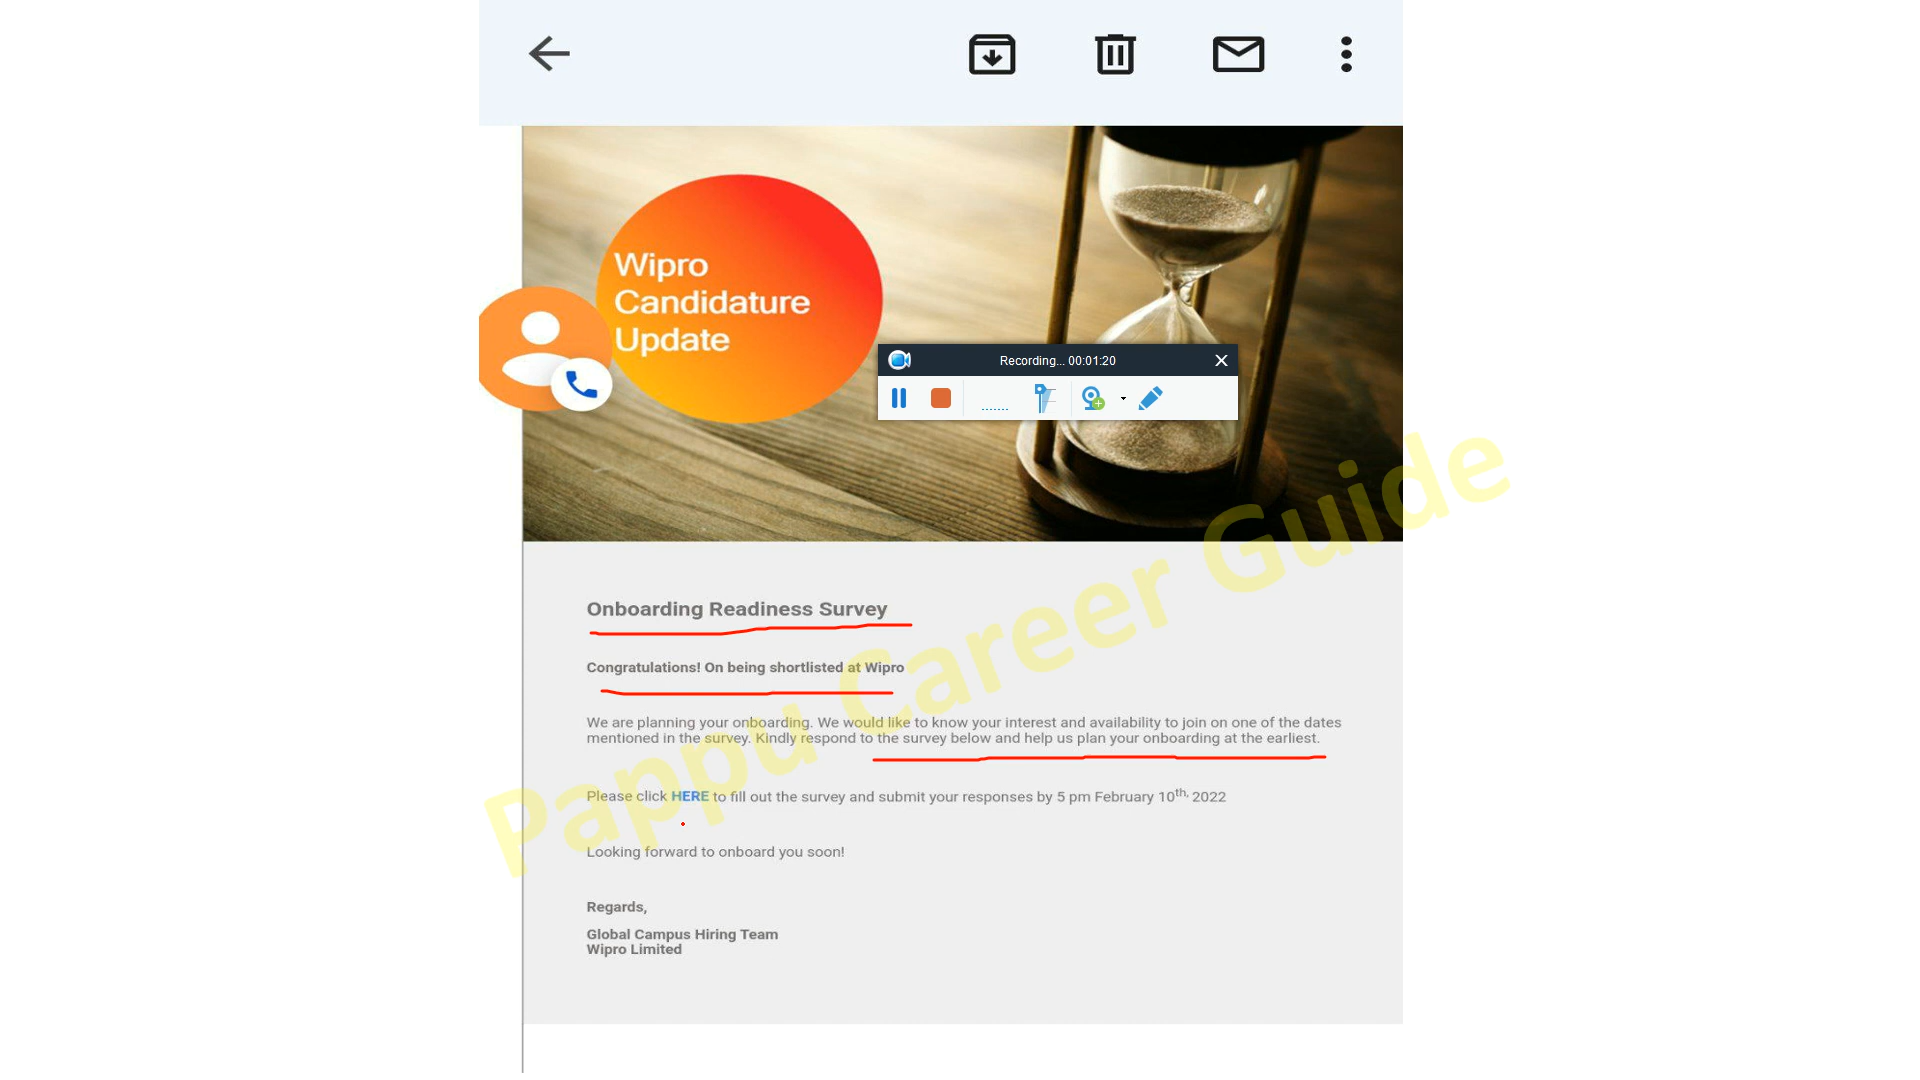 Wipro
Candidature
Update
Recording... 00:01:20
Onboarding Readiness Survey
Congratulations! On being shortlisted at Wipro
We are planning your onboarding. We would like to know your interest and availability to join on one of the dates
mentioned in the survey. Kindly respond to the survey below and help us plan your onboarding at the earliest.
Please click HERE to fill out the survey and submit your responses by 5 pm February 10th, 2022
Looking forward to onboard you soon!
Regards,
Global Campus Hiring Team
Wipro Limited
Pappu Career Guide